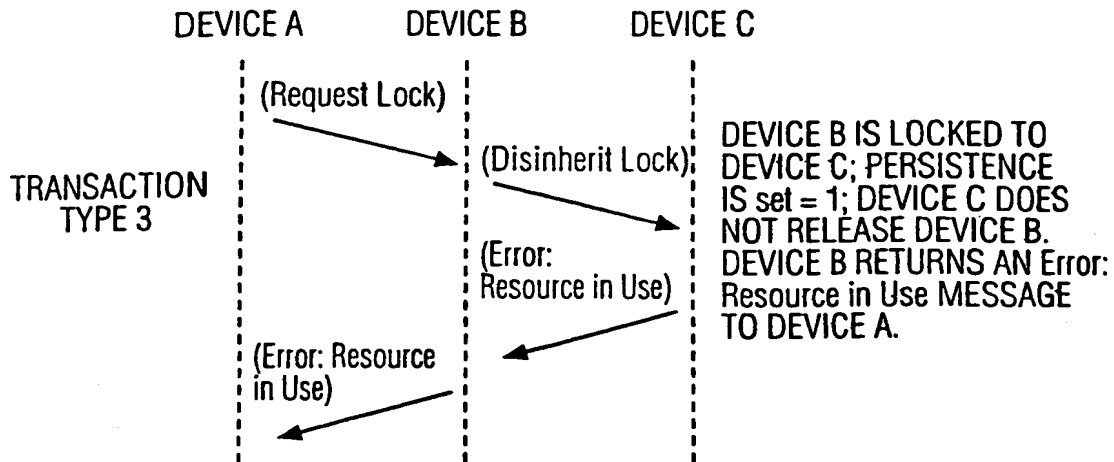 DEVICE A DEVICE B DEVICE C
(Request Lock)
(Disinherit Lock)
TRANSACTION
TYPE 3
DEVICE B IS LOCKED TO
DEVICE C; PERSISTENCE
IS set = 1; DEVICE C DOES
NOT RELEASE DEVICE B.
DEVICE B RETURNS AN Error:
Resource in Use MESSAGE
TO DEVICE A.
(Error:
Resource in Use)
(Error: Resource
in Use)